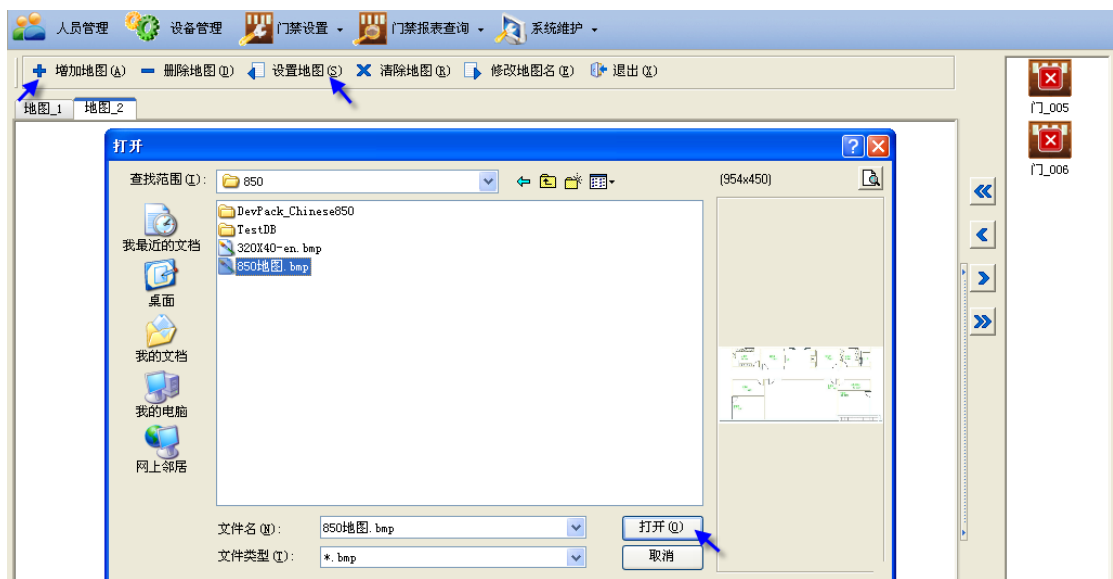 人员管理 设备管理 门禁设置 门禁报表查询 系统维护
增加地图(A) 删除地图(D) 设置地图(S) 清除地图(R) 修改地图名(E) 退出(X)
地图_1 地图_2
门_005
门_006
打开
查找范围(I): 850 (954x450)
我最近的文档
桌面
我的文档
我的电脑
网上邻居
DevPack_Chinese850
TestDB
320X40-en.bmp
850地图.bmp
文件名(N): 850地图.bmp 打开(O)
文件类型(T): *.bmp 取消